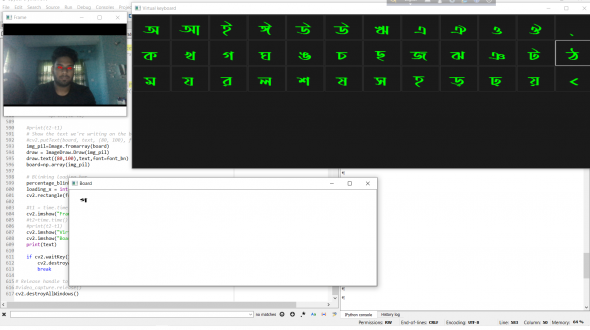 File Edit Search Source Run Debug Consoles Projects
Frame
Virtual keyboard
অ আ ই ঈ উ ঊ ঋ এ ঐ ও ঔ
ক খ গ ঘ ঙ চ ছ জ ঝ ঞ ট ঠ
ম য র ল শ ষ স হ ড় ঢ় য় <
589
590 #print(t2-t1)
591 # Show the text we're writing on the b
592 #cv2.putText(board, text, (80, 100), f
593 img_pil=Image.fromarray(board)
594 draw = ImageDraw.Draw(img_pil)
595 draw.text((80,100),text,font=font_bn)
596 board=np.array(img_pil)
597
598 # Blinking loading bar
599 percentage_blin
600 loading_x = int
601 cv2.rectangle(f
602
603
604 cv2.imshow("Fra
605
606 #print(t2-t1)
607 cv2.imshow("Vir
608 cv2.imshow("Boa
609 print(text)
610
611 if cv2.waitKey(
612 cv2.destroy
613 break
614
615 # Release handle to
616 #video_capture.release()
617 cv2.destroyAllWindows()
Board
no matches
Aa
IPython console History log
Permissions: RW End-of-lines: CRLF Encoding: UTF-8 Line: 583 Column: 50 Memory: 64 %